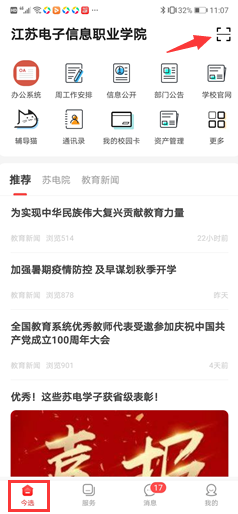 32% 11:07
江苏电子信息职业学院
OA
办公系统 周工作安排 信息公开 部门公告 学校官网
辅导猫 通讯录 我的校园卡 资产管理 更多
推荐 苏电院 教育新闻
为实现中华民族伟大复兴贡献教育力量
教育新闻 浏览514 22小时前
加强暑期疫情防控 及早谋划秋季开学
教育新闻 浏览878 昨天
全国教育系统优秀教师代表受邀参加庆祝中国共
产党成立100周年大会
教育新闻 浏览901 4天前
优秀！这些苏电学子获省级表彰！
喜报
17
今选 服务 消息 我的